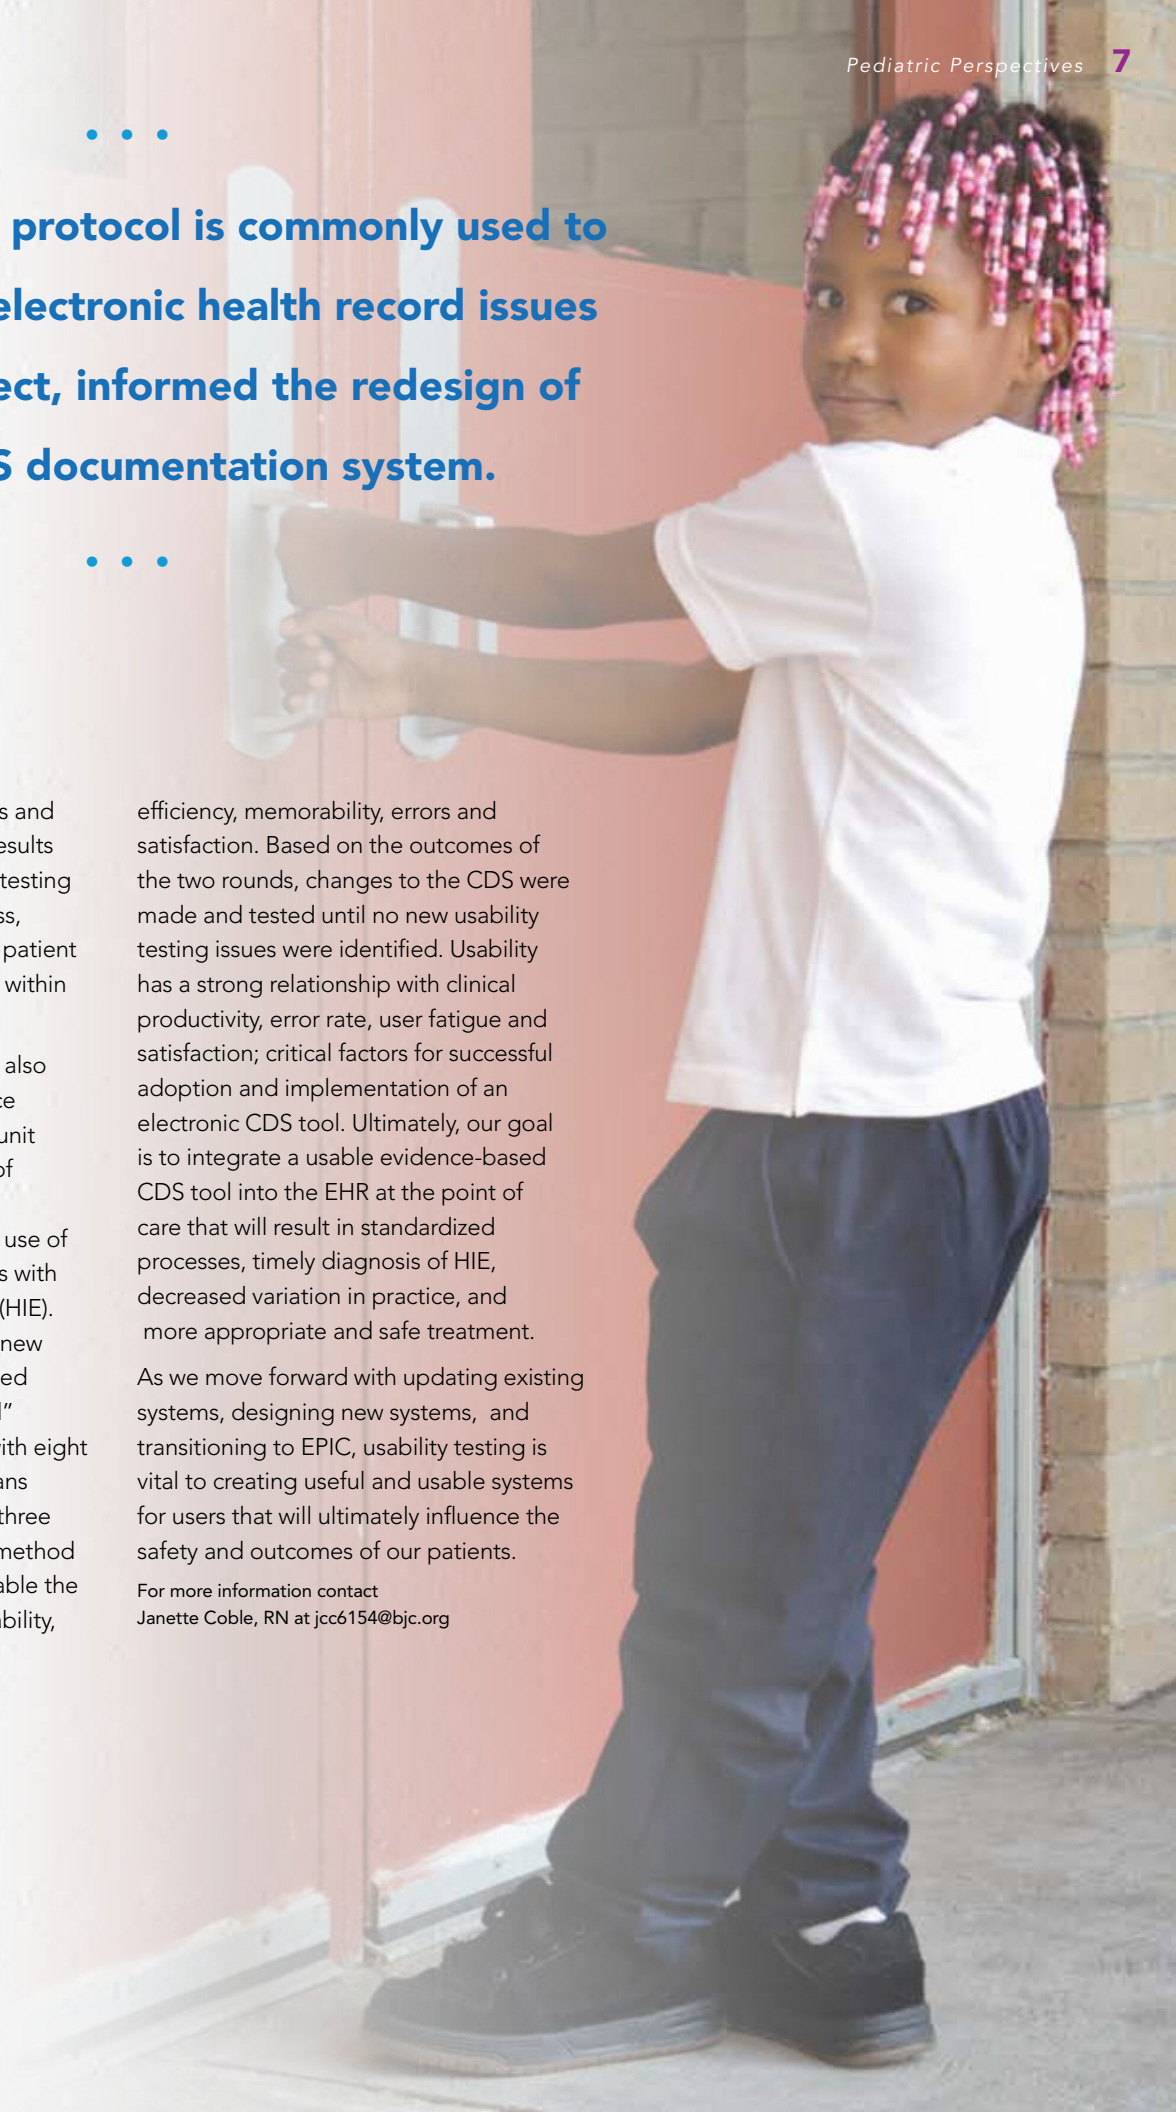 Pediatric Perspectives 7
protocol is commonly used to
electronic health record issues
ect, informed the redesign of
S documentation system.
s and
esults
testing
ss,
patient
within
also
ce
unit
of
use of
s with
(HIE).
new
ed
"
ith eight
ans
three
method
able the
ability,
efficiency, memorability, errors and
satisfaction. Based on the outcomes of
the two rounds, changes to the CDS were
made and tested until no new usability
testing issues were identified. Usability
has a strong relationship with clinical
productivity, error rate, user fatigue and
satisfaction; critical factors for successful
adoption and implementation of an
electronic CDS tool. Ultimately, our goal
is to integrate a usable evidence-based
CDS tool into the EHR at the point of
care that will result in standardized
processes, timely diagnosis of HIE,
decreased variation in practice, and
more appropriate and safe treatment.
As we move forward with updating existing
systems, designing new systems, and
transitioning to EPIC, usability testing is
vital to creating useful and usable systems
for users that will ultimately influence the
safety and outcomes of our patients.
For more information contact
Janette Coble, RN at jcc6154@bjc.org